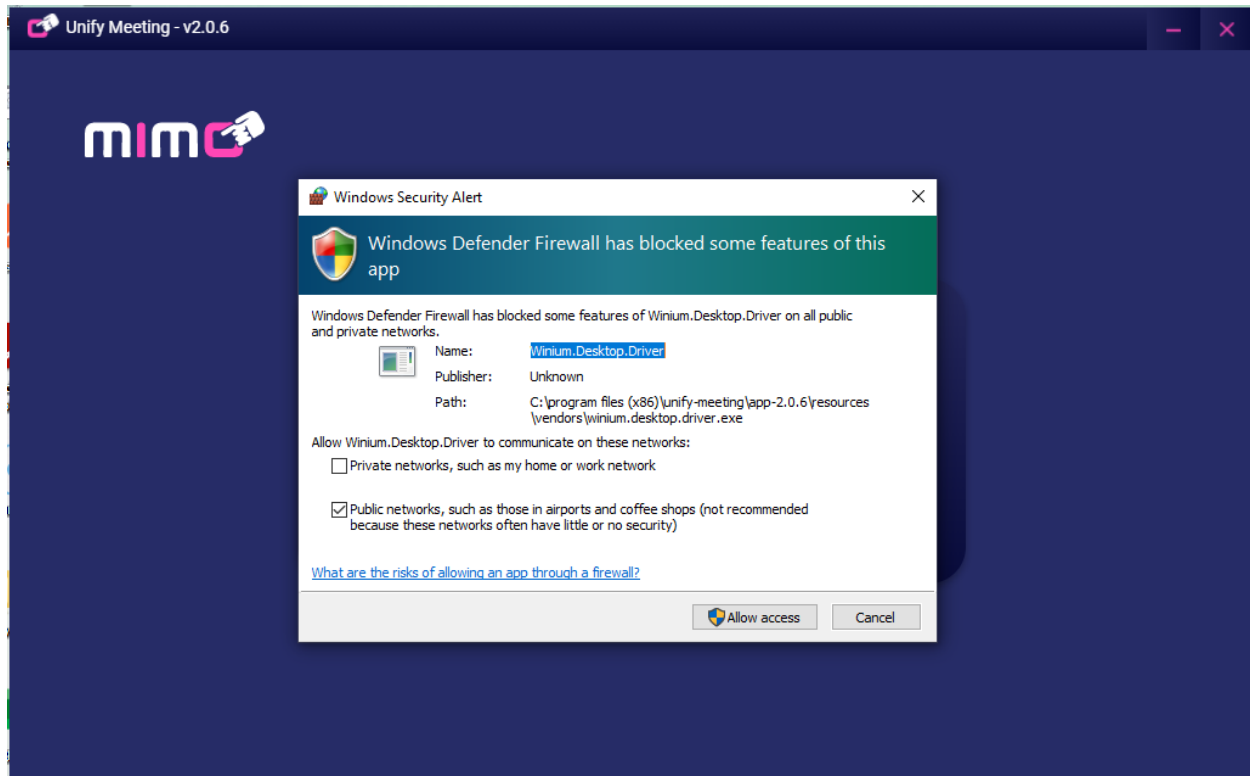 Unify Meeting - v2.0.6
mimo
Windows Security Alert
Windows Defender Firewall has blocked some features of this
app
Windows Defender Firewall has blocked some features of Winium.Desktop.Driver on all public
and private networks.
Name: Winium.Desktop.Driver
Publisher: Unknown
Path: C:\program files (x86)\unify-meeting\app-2.0.6\resources
\vendors\winium.desktop.driver.exe
Allow Winium.Desktop.Driver to communicate on these networks:
Private networks, such as my home or work network
Public networks, such as those in airports and coffee shops (not recommended
because these networks often have little or no security)
What are the risks of allowing an app through a firewall?
Allow access Cancel